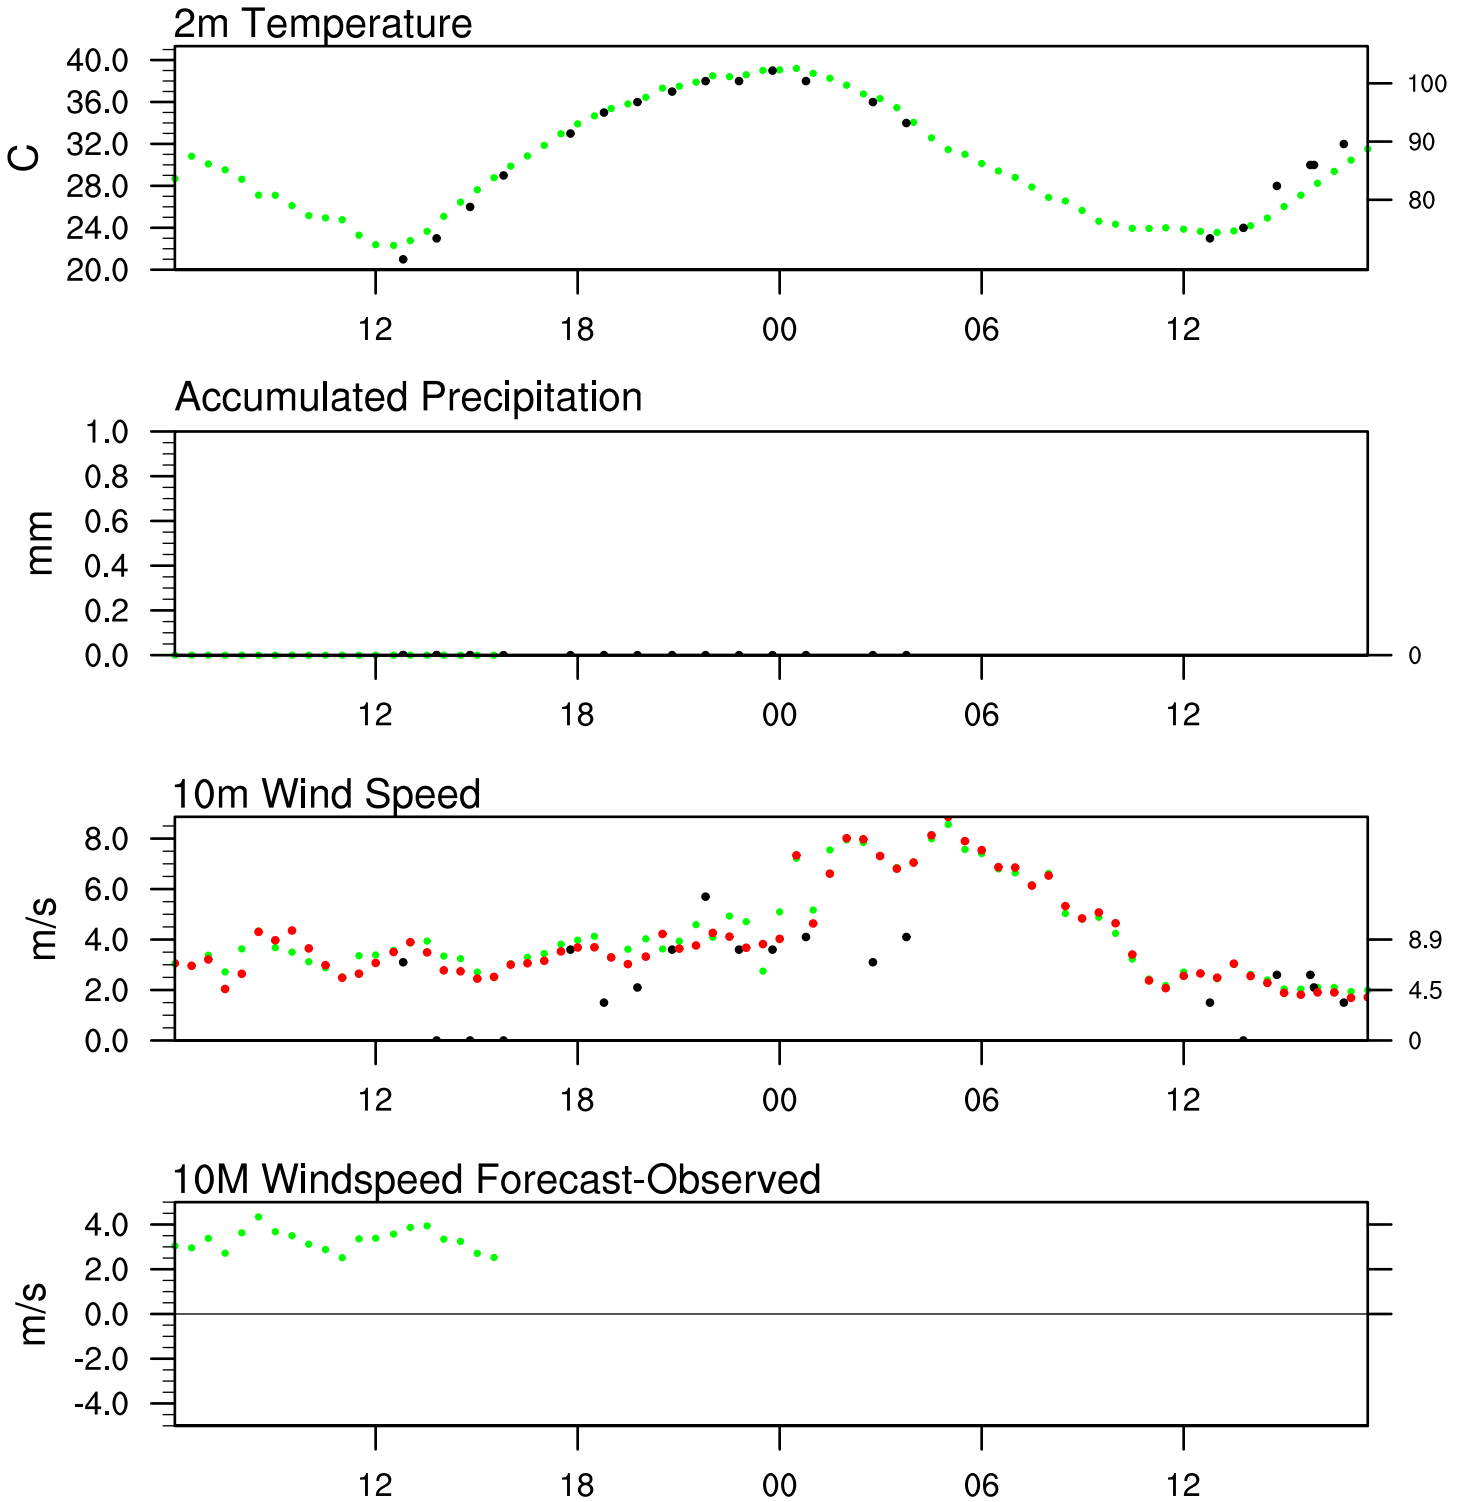 2m Temperature
40.0
36.0
32.0
28.0
24.0
20.0
C
100
90
80
12 18 00 06 12
Accumulated Precipitation
1.0
0.8
0.6
0.4
0.2
0.0
mm
0
12 18 00 06 12
10m Wind Speed
8.0
6.0
4.0
2.0
0.0
m/s
8.9
4.5
0
12 18 00 06 12
10M Windspeed Forecast-Observed
4.0
2.0
0.0
-2.0
-4.0
m/s
12 18 00 06 12